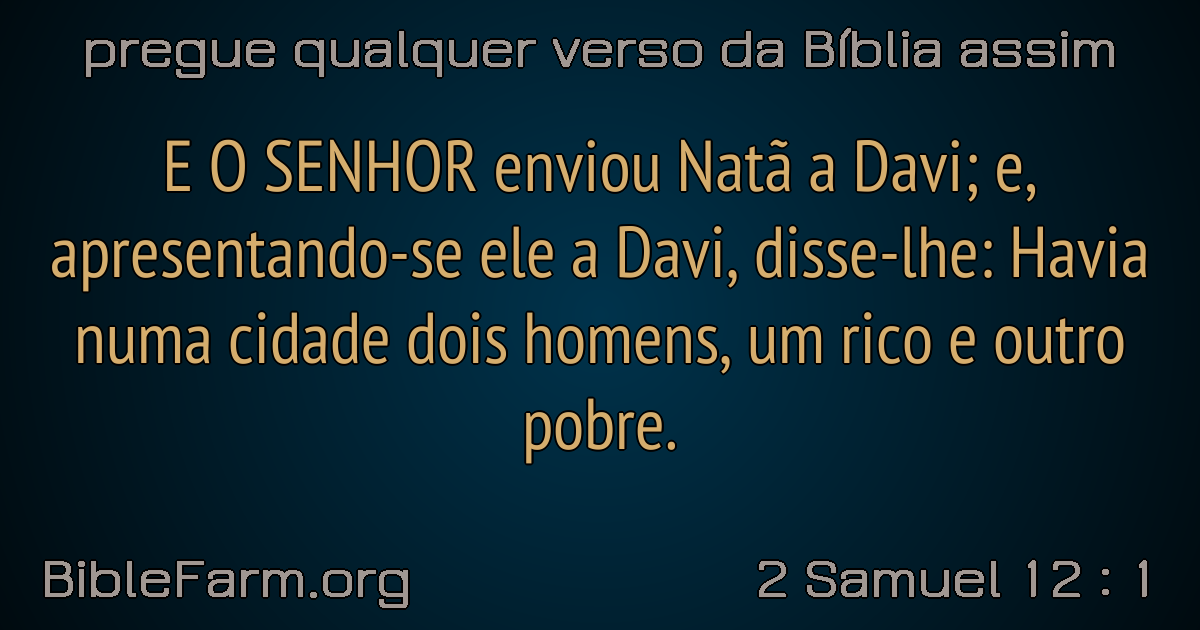 pregue qualquer verso da Bíblia assim
E O SENHOR enviou Natã a Davi; e,
apresentando-se ele a Davi, disse-lhe: Havia
numa cidade dois homens, um rico e outro
pobre.
BibleFarm.org
2 Samuel 12 : 1